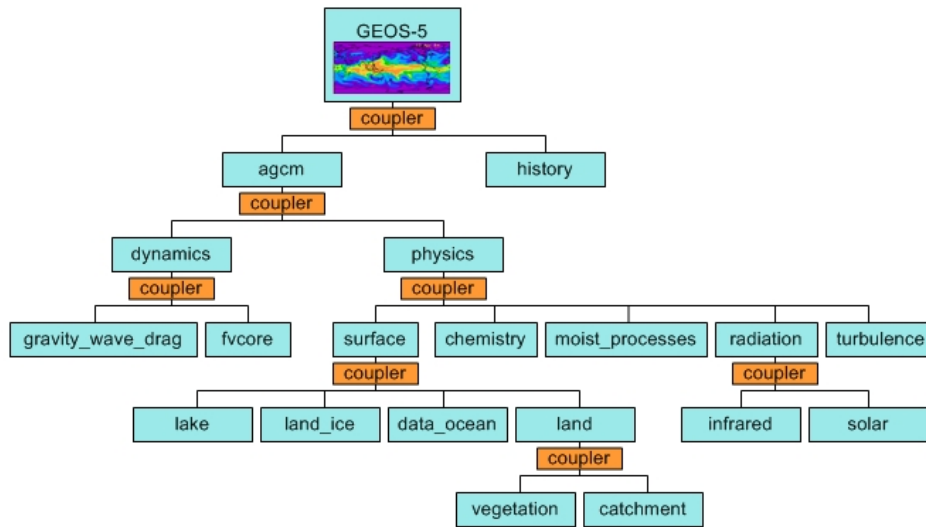 GEOS-5
coupler
agcm history
coupler
dynamics physics
coupler coupler
gravity_wave_drag fvcore surface chemistry moist_processes radiation turbulence
coupler coupler
lake land_ice data_ocean land infrared solar
coupler
vegetation catchment